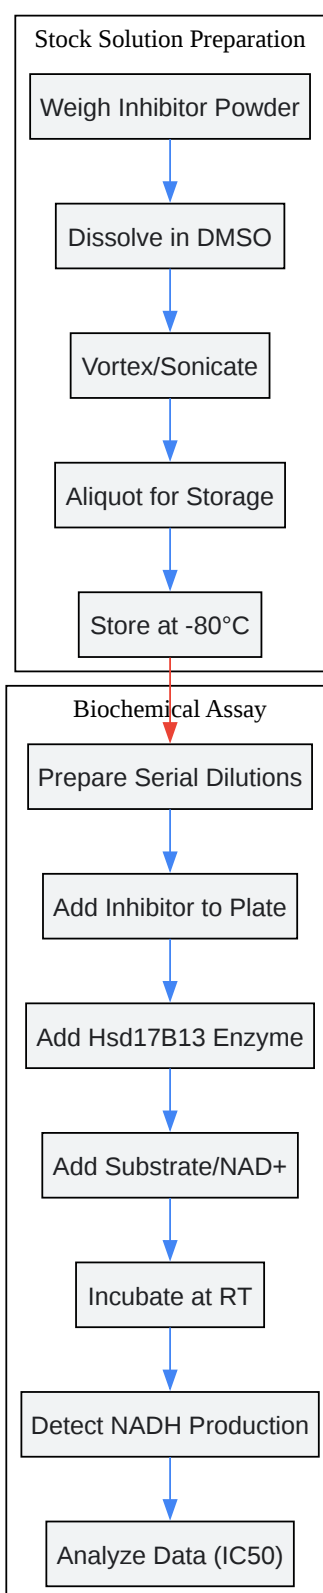 Stock Solution Preparation
Weigh Inhibitor Powder
Dissolve in DMSO
Vortex/Sonicate
Aliquot for Storage
Store at -80°C
Biochemical Assay
Prepare Serial Dilutions
Add Inhibitor to Plate
Add Hsd17B13 Enzyme
Add Substrate/NAD+
Incubate at RT
Detect NADH Production
Analyze Data (IC50)